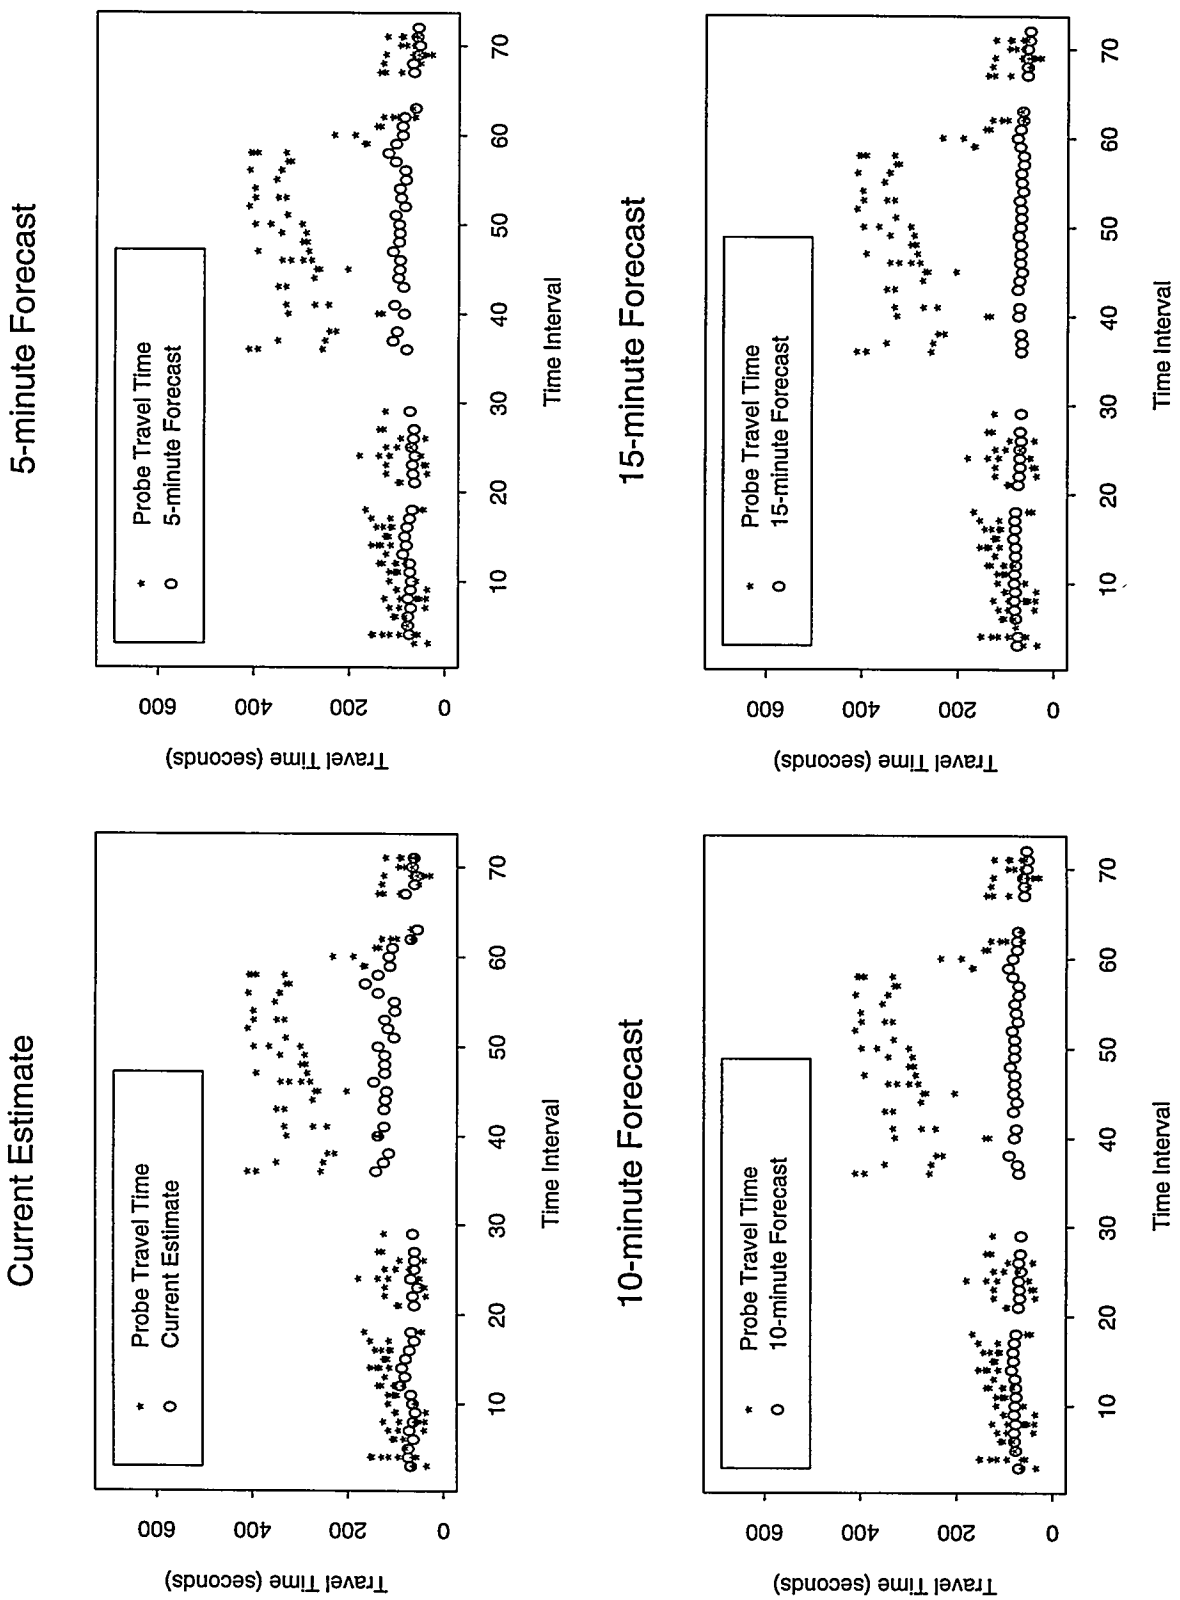 Current Estimate
Travel Time (seconds)
0 200 400 600
Probe Travel Time
Current Estimate
10 20 30 40 50 60 70
Time Interval
5-minute Forecast
Travel Time (seconds)
0 200 400 600
Probe Travel Time
5-minute Forecast
10 20 30 40 50 60 70
Time Interval
10-minute Forecast
Travel Time (seconds)
0 200 400 600
Probe Travel Time
10-minute Forecast
10 20 30 40 50 60 70
Time Interval
15-minute Forecast
Travel Time (seconds)
0 200 400 600
Probe Travel Time
15-minute Forecast
10 20 30 40 50 60 70
Time Interval